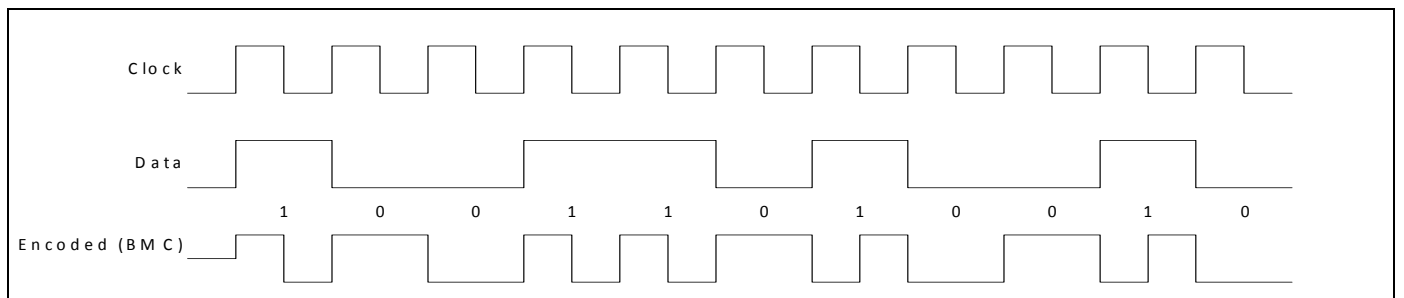 Clock
Data
1 0 0 1 1 0 1 0 0 1 0
Encoded (BMC)